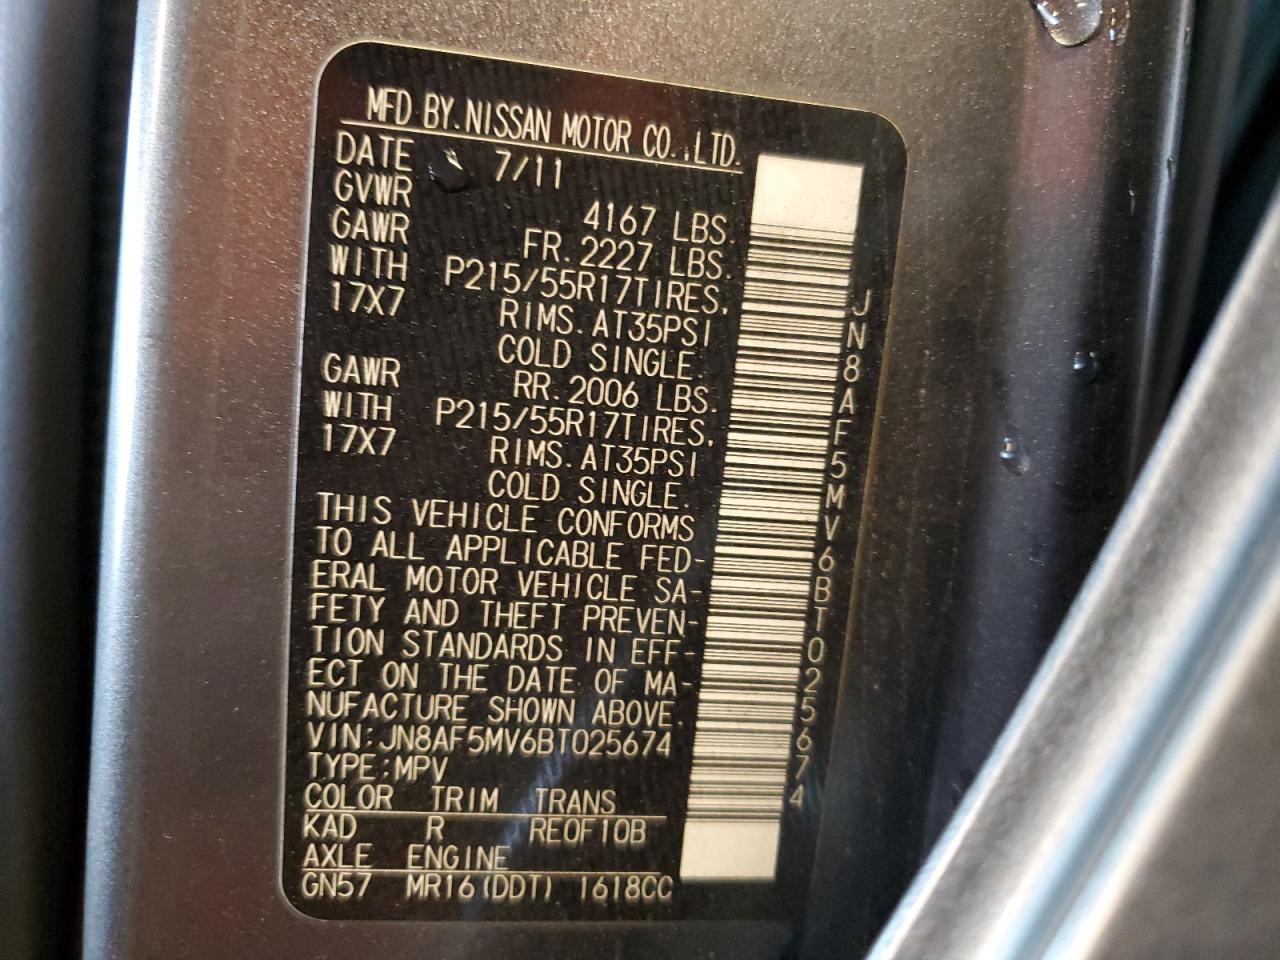 MFD BY. NISSAN MOTOR CO., LTD.
DATE 7/11
GVWR 4167 LBS.
GAWR FR. 2227 LBS.
WITH P215/55R17TIRES,
17X7 RIMS. AT35PSI
COLD SINGLE.
GAWR RR. 2006 LBS.
WITH P215/55R17TIRES,
17X7 RIMS. AT35PSI
COLD SINGLE.
THIS VEHICLE CONFORMS
TO ALL APPLICABLE FED-
ERAL MOTOR VEHICLE SA-
FETY AND THEFT PREVEN-
TION STANDARDS IN EFF-
ECT ON THE DATE OF MA-
NUFACTURE SHOWN ABOVE.
VIN:JN8AF5MV6BT025674
TYPE:MPV
COLOR TRIM TRANS
KAD R RE0F10B
AXLE ENGINE
GN57 MR16(DDT) 1618CC
JN8AF5MV6BT025674